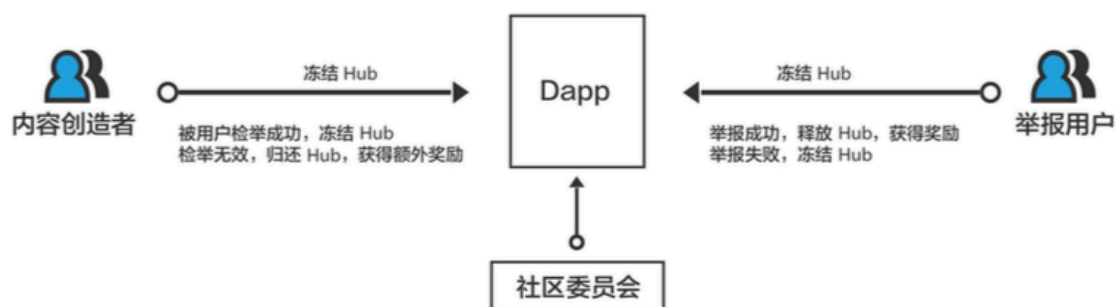 冻结 Hub
Dapp
冻结 Hub
内容创造者
举报用户
被用户检举成功，冻结 Hub
检举无效，归还 Hub，获得额外奖励
举报成功，释放 Hub，获得奖励
举报失败，冻结 Hub
社区委员会